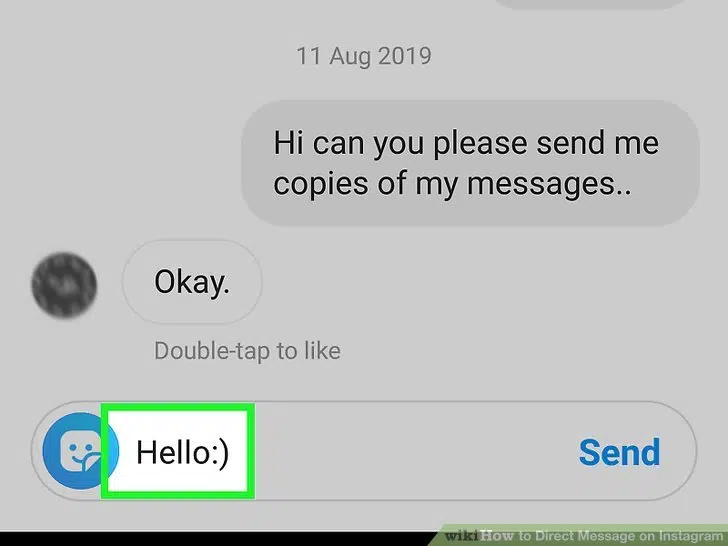 11 Aug 2019
Hi can you please send me
copies of my messages..
Okay.
Double-tap to like
Hello:)
Send
wikiHow to Direct Message on Instagram